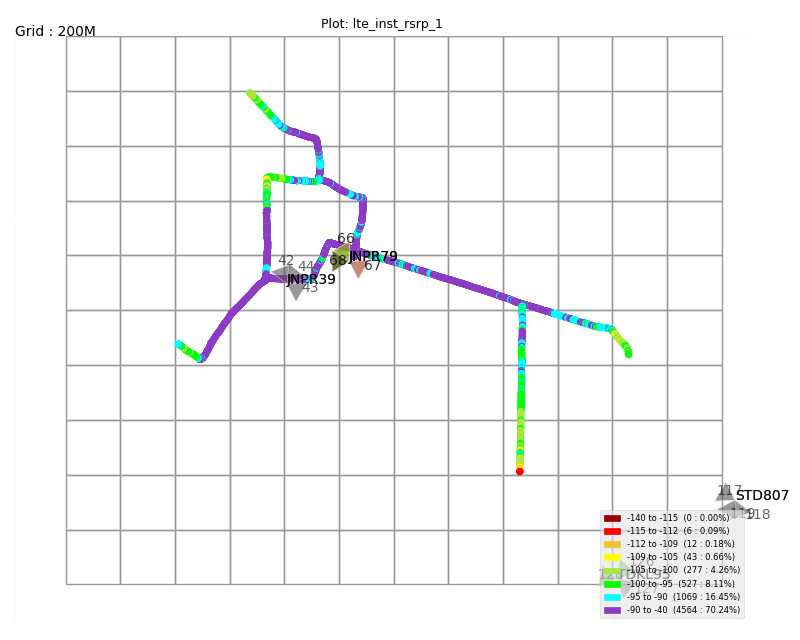 Plot: lte_inst_rsrp_1
Grid : 200M
66
JNPR79
68
67
42
44
JNPR39
43
117
STD807
119
118
-140 to -115 (0 : 0.00%)
-115 to -112 (6 : 0.09%)
-112 to -109 (12 : 0.18%)
-109 to -105 (43 : 0.66%)
-105 to -100 (277 : 4.26%)
-100 to -95 (527 : 8.11%)
-95 to -90 (1069 : 16.45%)
-90 to -40 (4564 : 70.24%)
126
127